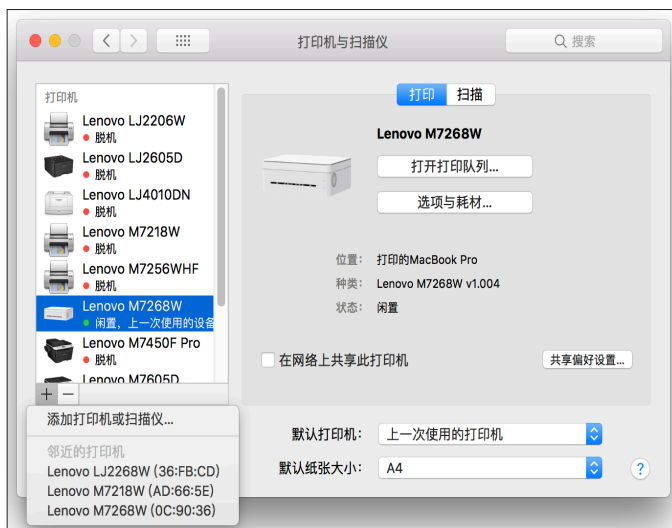 打印机与扫描仪
搜索
打印机
Lenovo LJ2206W
脱机
Lenovo LJ2605D
脱机
Lenovo LJ4010DN
脱机
Lenovo M7218W
脱机
Lenovo M7256WHF
脱机
Lenovo M7268W
闲置，上一次使用的设备
Lenovo M7450F Pro
脱机
Lenovo M7605D
+ −
添加打印机或扫描仪...
邻近的打印机
Lenovo LJ2268W (36:FB:CD)
Lenovo M7218W (AD:66:5E)
Lenovo M7268W (0C:90:36)
打印 扫描
Lenovo M7268W
打开打印队列...
选项与耗材...
位置： 打印的MacBook Pro
种类： Lenovo M7268W v1.004
状态： 闲置
在网络上共享此打印机
共享偏好设置...
默认打印机： 上一次使用的打印机
默认纸张大小： A4
?